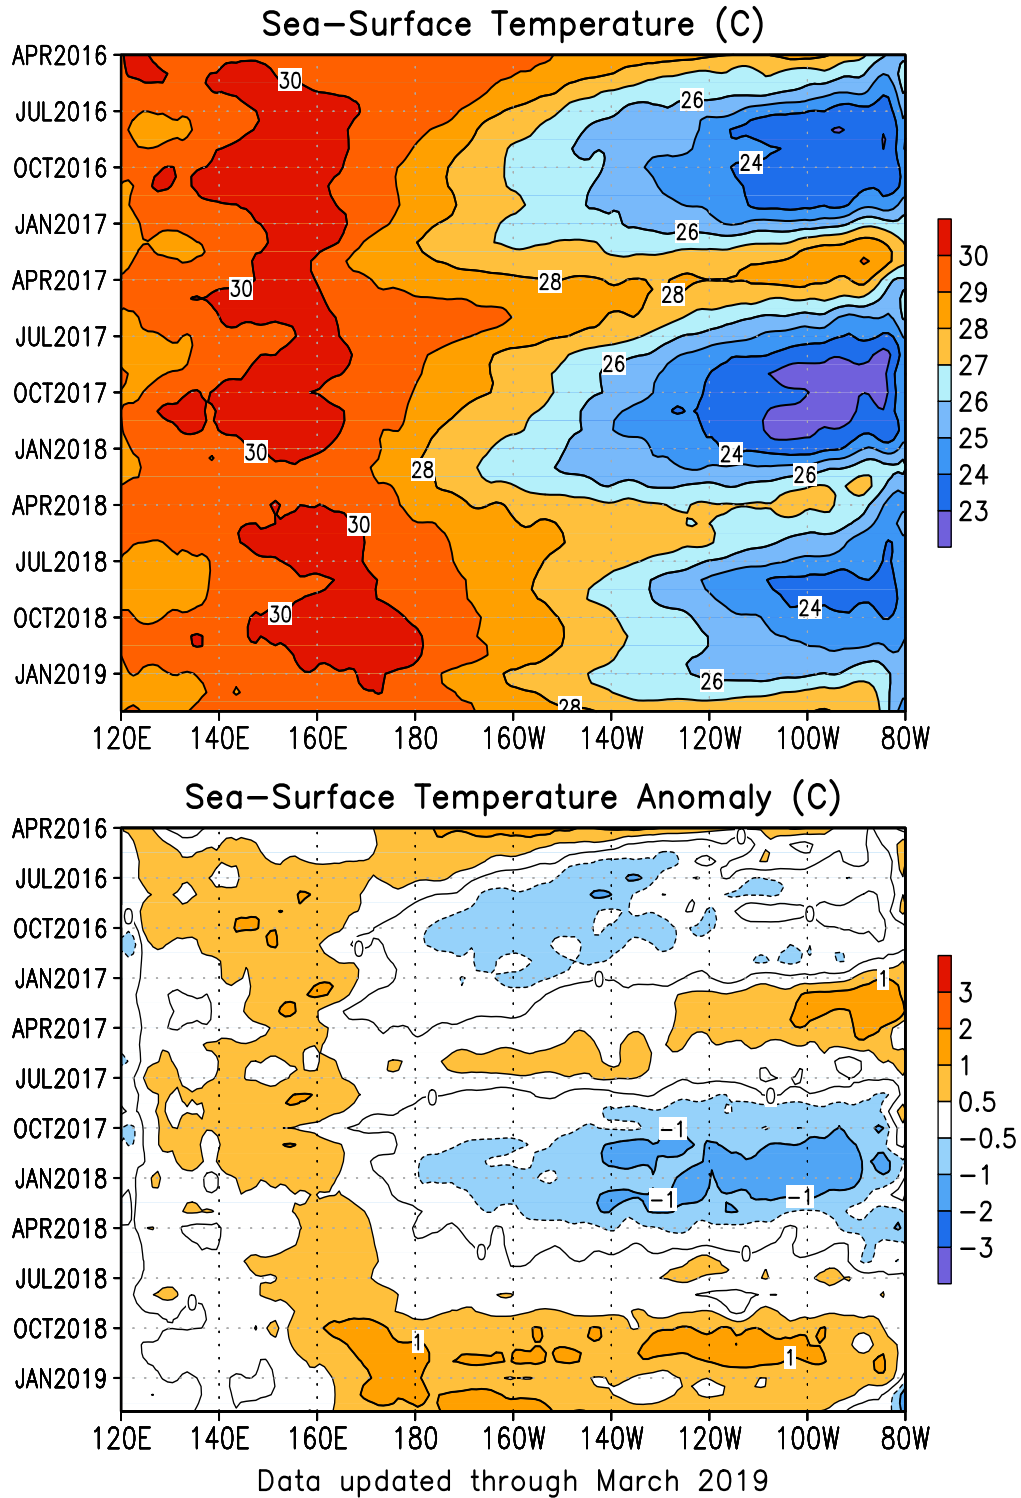 Sea-Surface Temperature (C)
APR2016
JUL2016
OCT2016
JAN2017
APR2017
JUL2017
OCT2017
JAN2018
APR2018
JUL2018
OCT2018
JAN2019
30
26
24
26
30
28
28
26
30
24
28
26
30
30
24
26
28
120E 140E 160E 180 160W 140W 120W 100W 80W
30
29
28
27
26
25
24
23
Sea-Surface Temperature Anomaly (C)
APR2016
JUL2016
OCT2016
JAN2017
APR2017
JUL2017
OCT2017
JAN2018
APR2018
JUL2018
OCT2018
JAN2019
0
0
0
0
0
1
0
0
-1
-1
-1
0
0
0
1
1
120E 140E 160E 180 160W 140W 120W 100W 80W
3
2
1
0.5
-0.5
-1
-2
-3
Data updated through March 2019